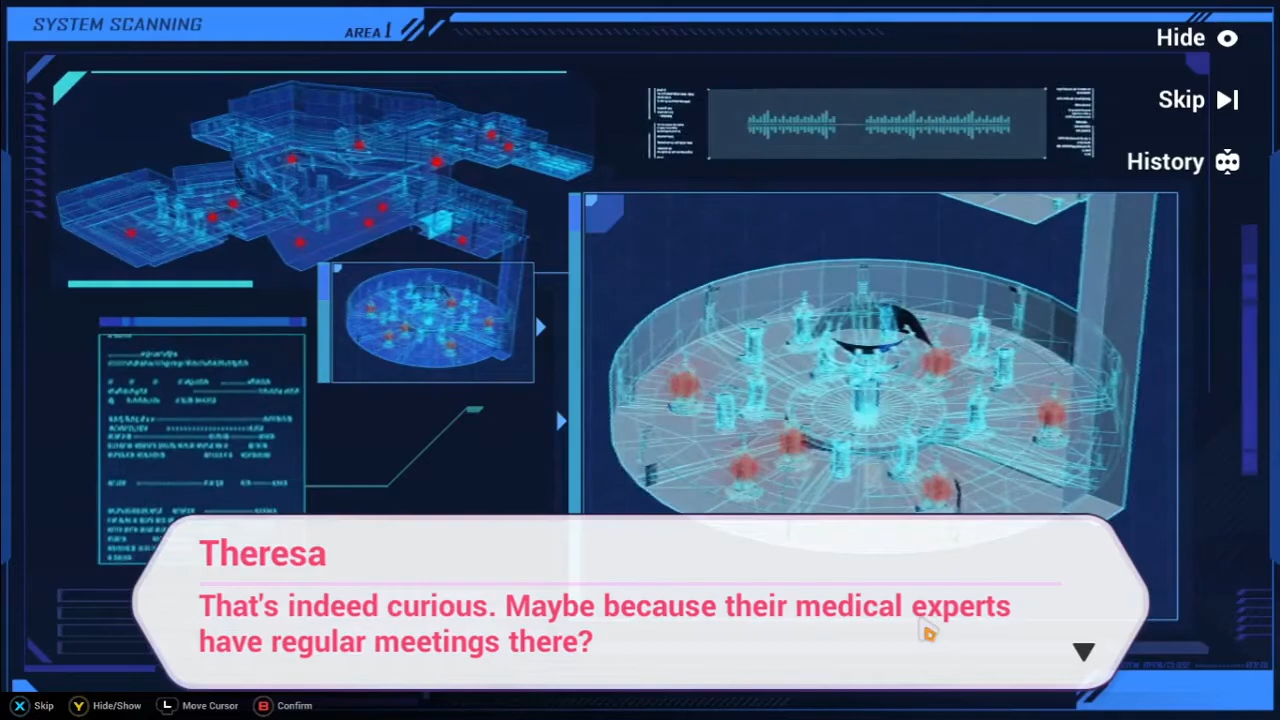 SYSTEM SCANNING
AREA 1
Hide
Skip
History
Theresa
That's indeed curious. Maybe because their medical experts
have regular meetings there?
X Skip
Y Hide/Show
L Move Cursor
B Confirm